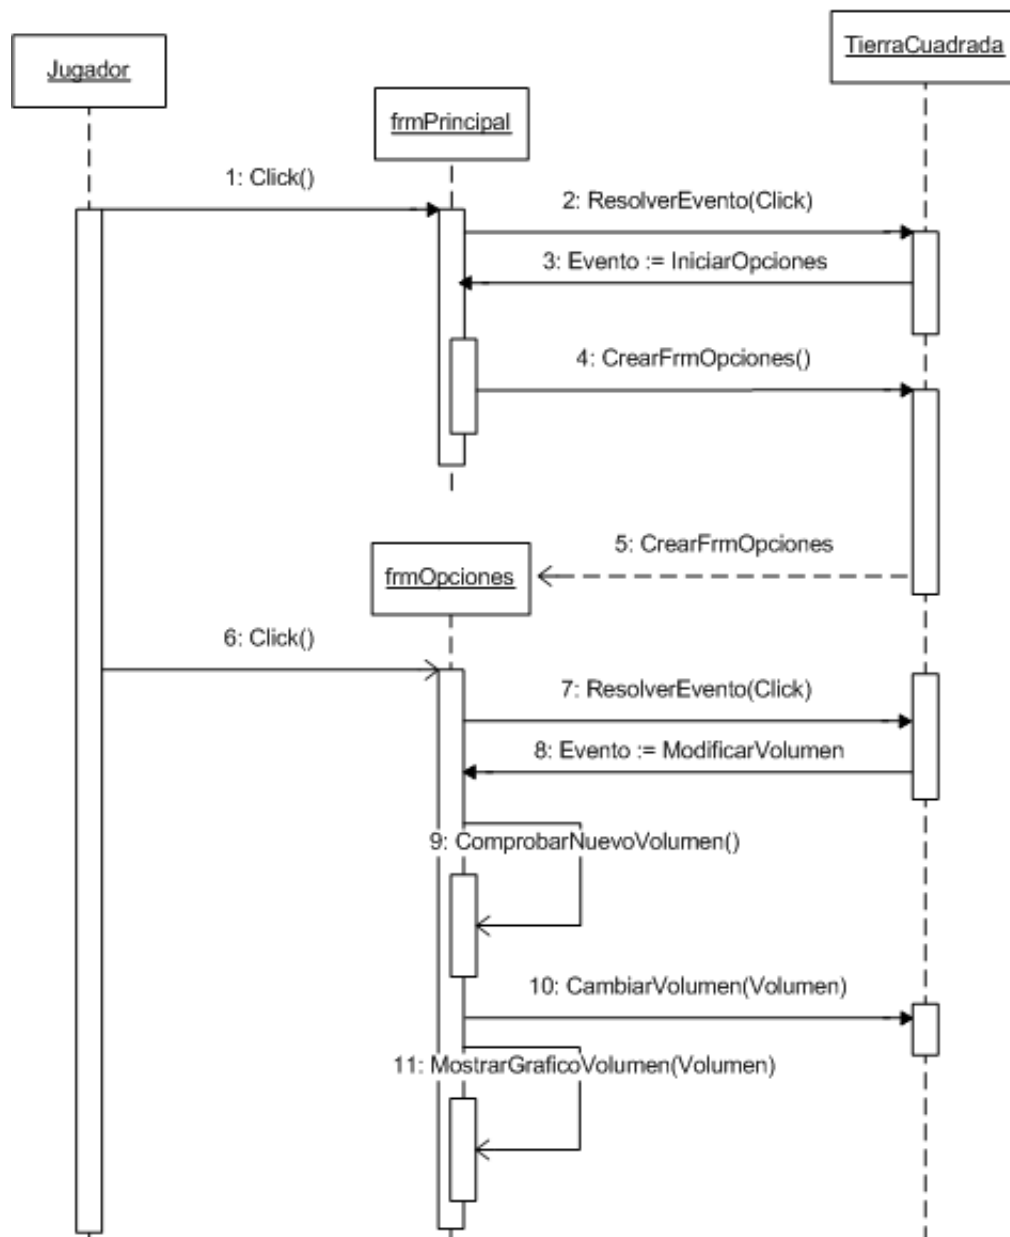 TierraCuadrada
Jugador
frmPrincipal
1: Click()
2: ResolverEvento(Click)
3: Evento := IniciarOpciones
4: CrearFrmOpciones()
5: CrearFrmOpciones
frmOpciones
6: Click()
7: ResolverEvento(Click)
8: Evento := ModificarVolumen
9: ComprobarNuevoVolumen()
10: CambiarVolumen(Volumen)
11: MostrarGraficoVolumen(Volumen)